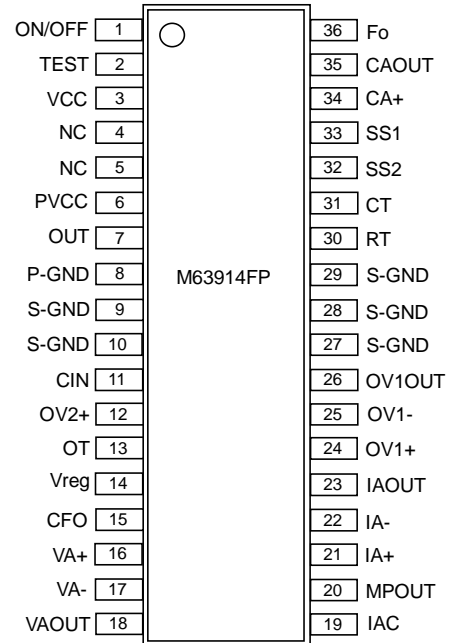 ON/OFF 1 36 Fo
TEST 2 35 CAOUT
VCC 3 34 CA+
NC 4 33 SS1
NC 5 32 SS2
PVCC 6 31 CT
OUT 7 30 RT
P-GND 8 M63914FP 29 S-GND
S-GND 9 28 S-GND
S-GND 10 27 S-GND
CIN 11 26 OV1OUT
OV2+ 12 25 OV1-
OT 13 24 OV1+
Vreg 14 23 IAOUT
CFO 15 22 IA-
VA+ 16 21 IA+
VA- 17 20 MPOUT
VAOUT 18 19 IAC